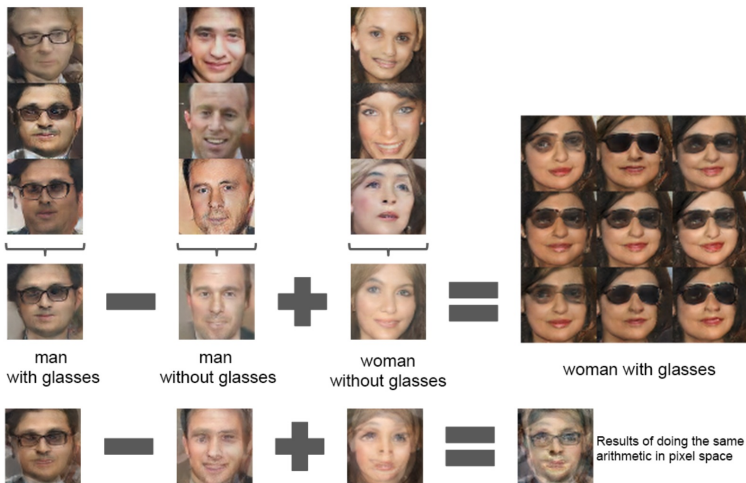 man
with glasses
man
without glasses
woman
without glasses
woman with glasses
Results of doing the same
arithmetic in pixel space